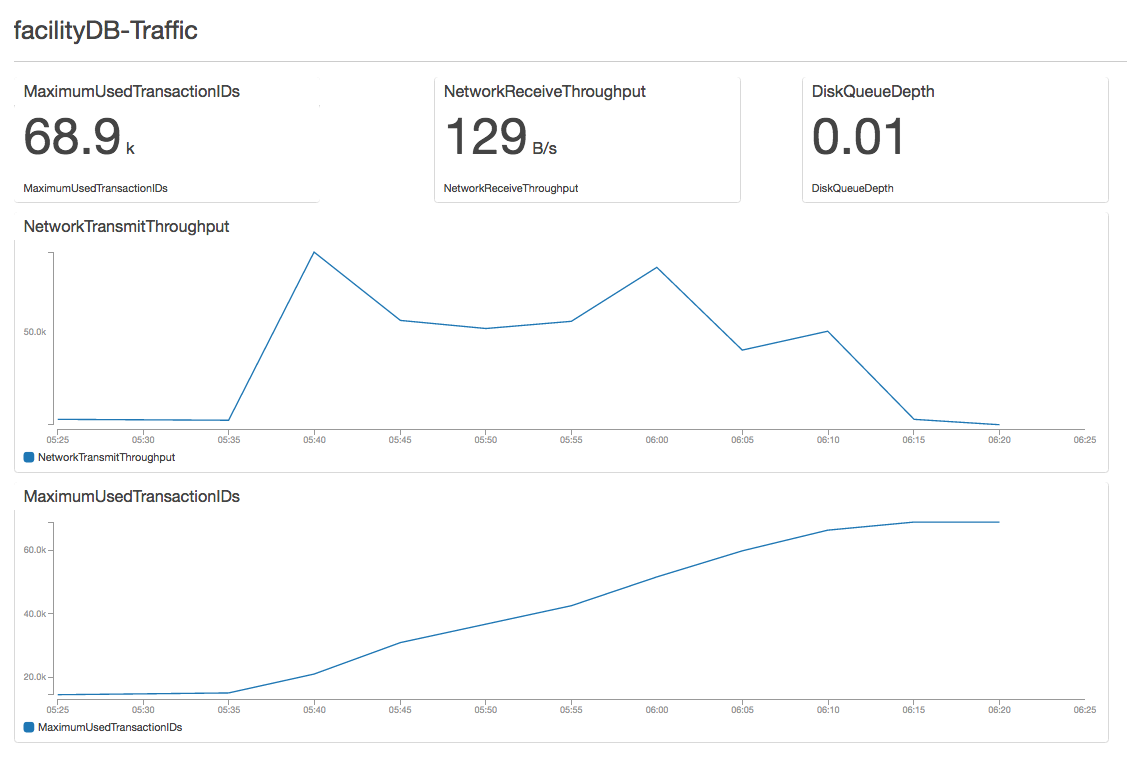 facilityDB-Traffic
MaximumUsedTransactionIDs
68.9 k
MaximumUsedTransactionIDs
NetworkReceiveThroughput
129 B/s
NetworkReceiveThroughput
DiskQueueDepth
0.01
DiskQueueDepth
NetworkTransmitThroughput
50.0k
05:25 05:30 05:35 05:40 05:45 05:50 05:55 06:00 06:05 06:10 06:15 06:20 06:25
NetworkTransmitThroughput
MaximumUsedTransactionIDs
60.0k
40.0k
20.0k
05:25 05:30 05:35 05:40 05:45 05:50 05:55 06:00 06:05 06:10 06:15 06:20 06:25
MaximumUsedTransactionIDs